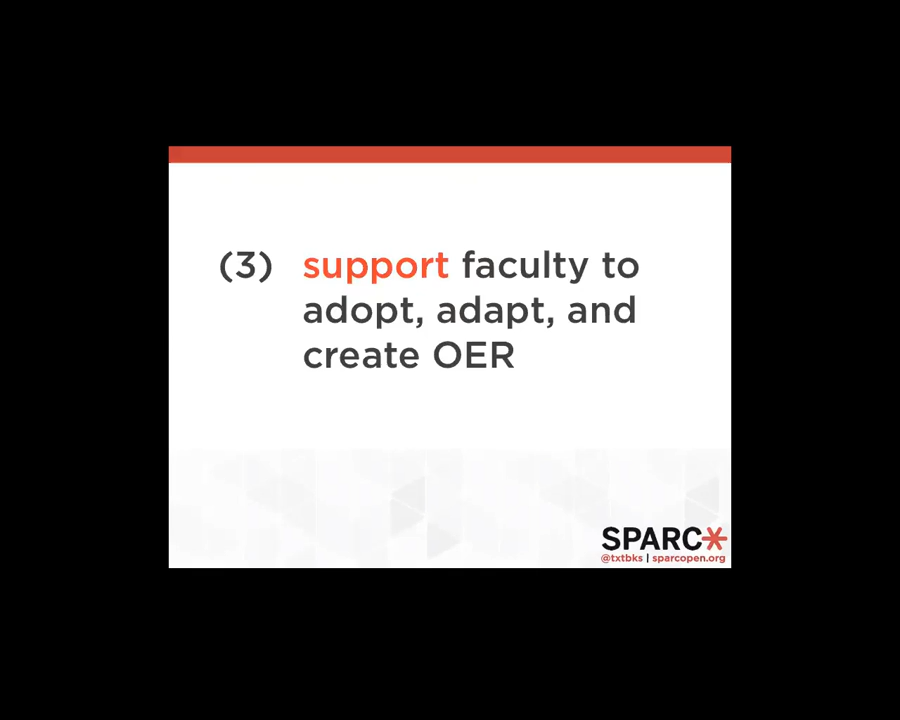 (3) support faculty to
adopt, adapt, and
create OER
SPARC*
@txtbks | sparcopen.org